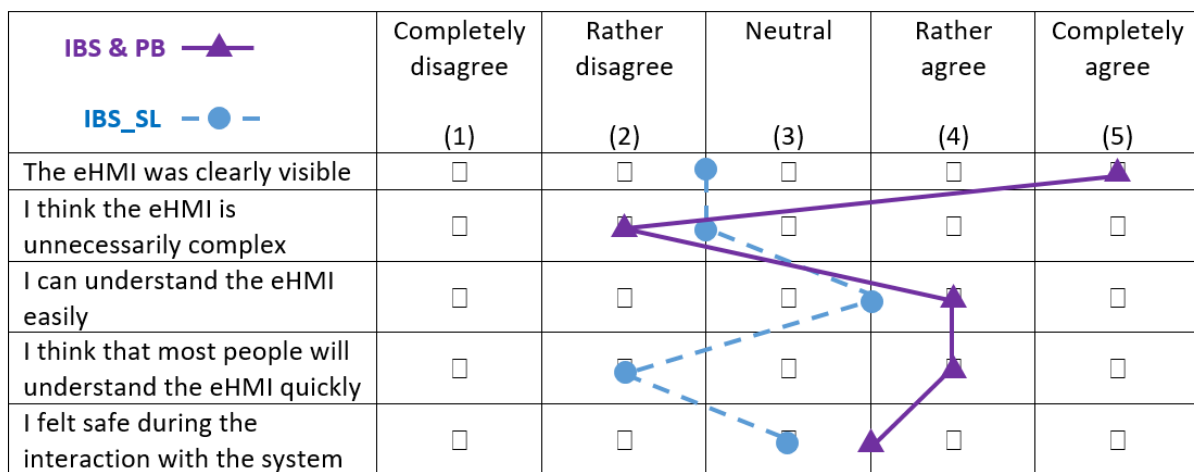 IBS & PB
IBS_SL
Completely disagree
(1)
Rather disagree
(2)
Neutral
(3)
Rather agree
(4)
Completely agree
(5)
The eHMI was clearly visible
I think the eHMI is
unnecessarily complex
I can understand the eHMI
easily
I think that most people will
understand the eHMI quickly
I felt safe during the
interaction with the system